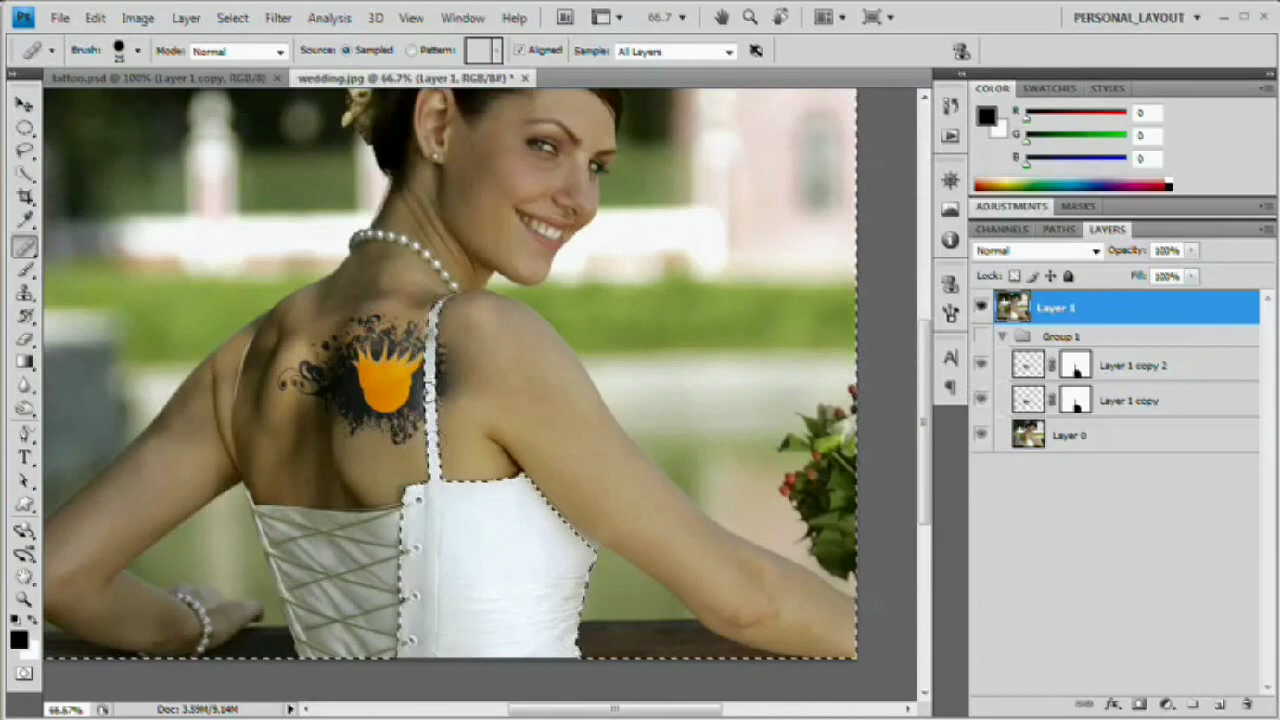 Ps File Edit Image Layer Select Filter Analysis 3D View Window Help Br 66.7 PERSONAL_LAYOUT
Brush: 25 Mode: Normal Source: Sampled Pattern: Aligned Sample: All Layers
tattoo.psd @ 100% (Layer 1 copy, RGB/8) wedding.jpg @ 66.7% (Layer 1, RGB/8#) *
COLOR SWATCHES STYLES
R 0
G 0
B 0
ADJUSTMENTS MASKS
CHANNELS PATHS LAYERS
Normal Opacity: 100%
Lock: Fill: 100%
Layer 1
Group 1
Layer 1 copy 2
Layer 1 copy
Layer 0
66.67% Doc: 3.59M/9.14M